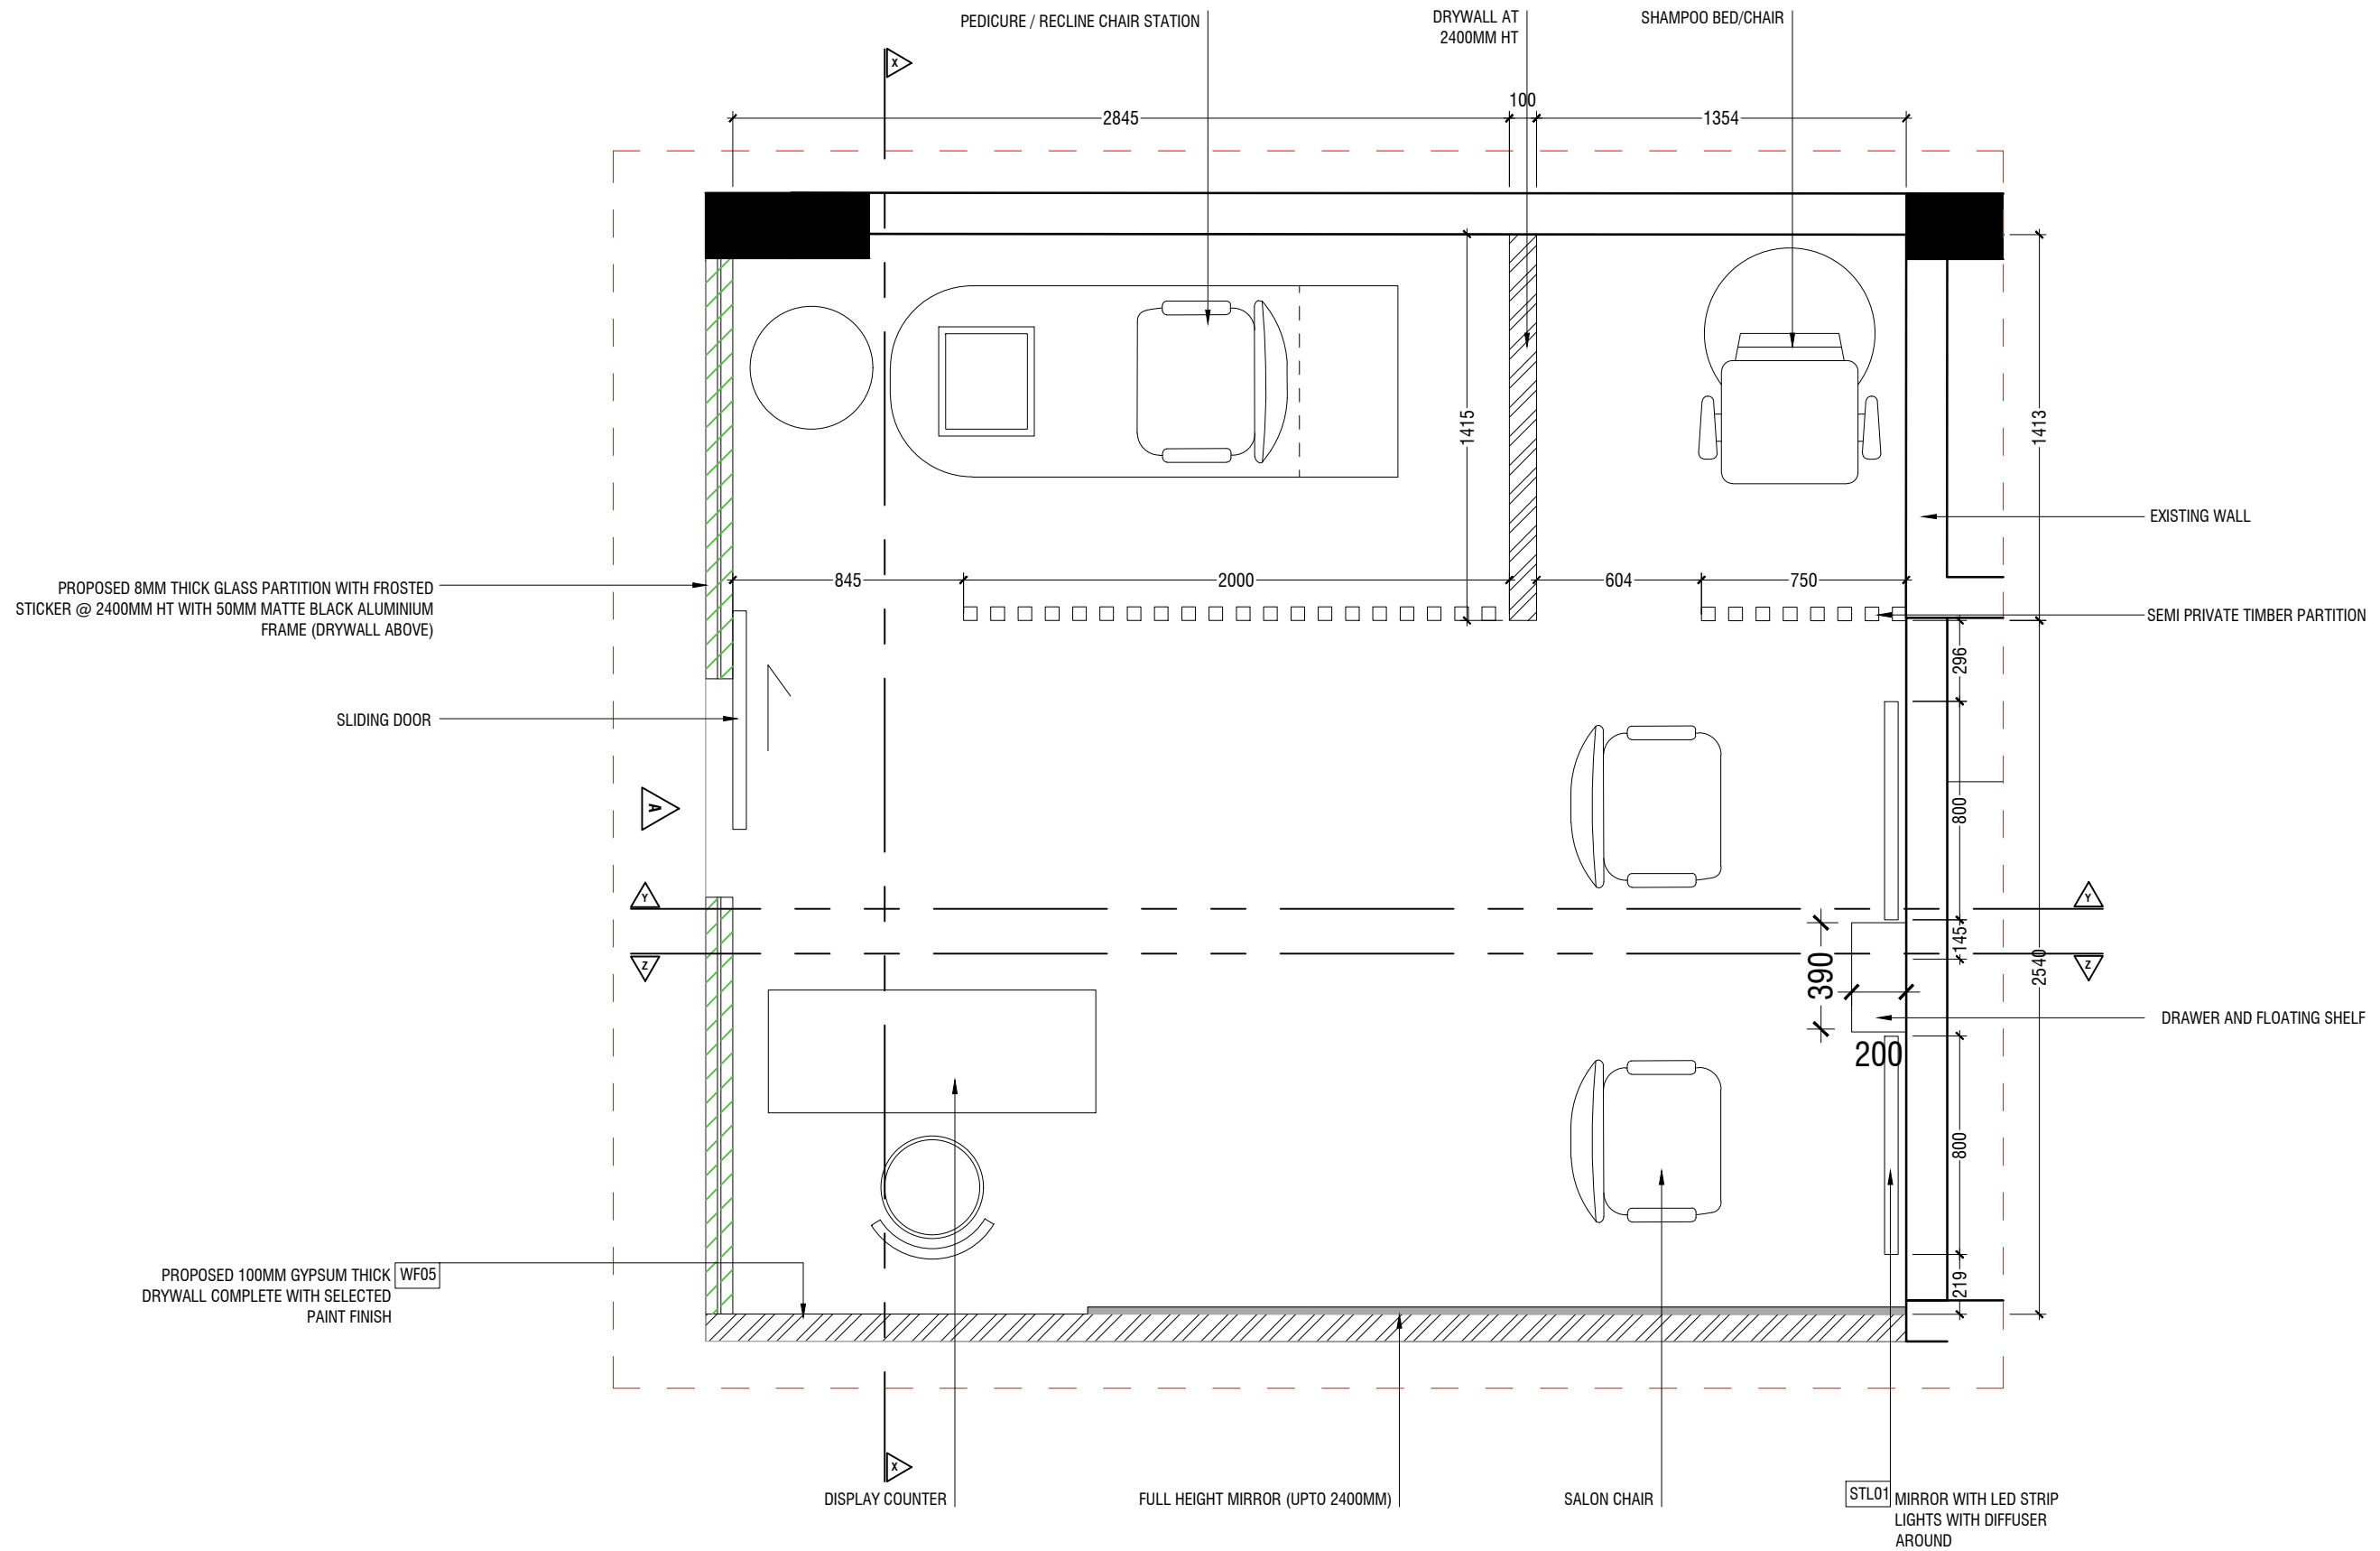 PEDICURE / RECLINE CHAIR STATION
DRYWALL AT
2400MM HT
SHAMPOO BED/CHAIR
X
2845
100
1354
1415
1413
EXISTING WALL
PROPOSED 8MM THICK GLASS PARTITION WITH FROSTED
STICKER @ 2400MM HT WITH 50MM MATTE BLACK ALUMINIUM
FRAME (DRYWALL ABOVE)
845
2000
604
750
SEMI PRIVATE TIMBER PARTITION
296
SLIDING DOOR
A
800
Y
Y
145
Z
Z
390
2540
DRAWER AND FLOATING SHELF
200
800
219
PROPOSED 100MM GYPSUM THICK
DRYWALL COMPLETE WITH SELECTED
PAINT FINISH
WF05
X
DISPLAY COUNTER
FULL HEIGHT MIRROR (UPTO 2400MM)
SALON CHAIR
STL01
MIRROR WITH LED STRIP
LIGHTS WITH DIFFUSER
AROUND